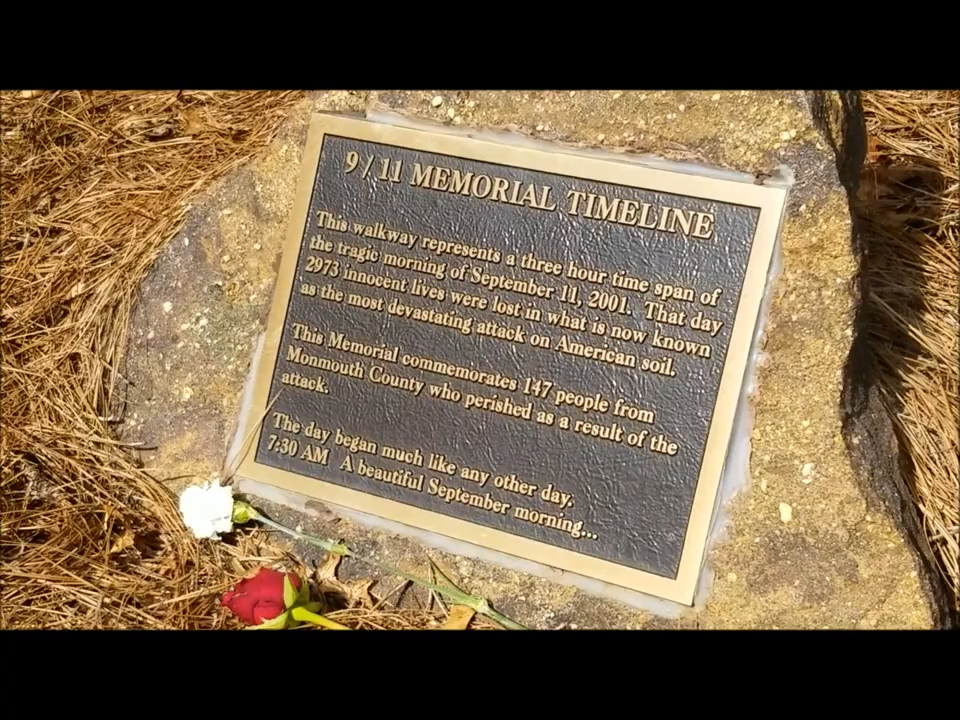 9/11 MEMORIAL TIMELINE
This walkway represents a three hour time span of
the tragic morning of September 11, 2001. That day
2973 innocent lives were lost in what is now known
as the most devastating attack on American soil.
This Memorial commemorates 147 people from
Monmouth County who perished as a result of the
attack.
The day began much like any other day.
7:30 AM A beautiful September morning...